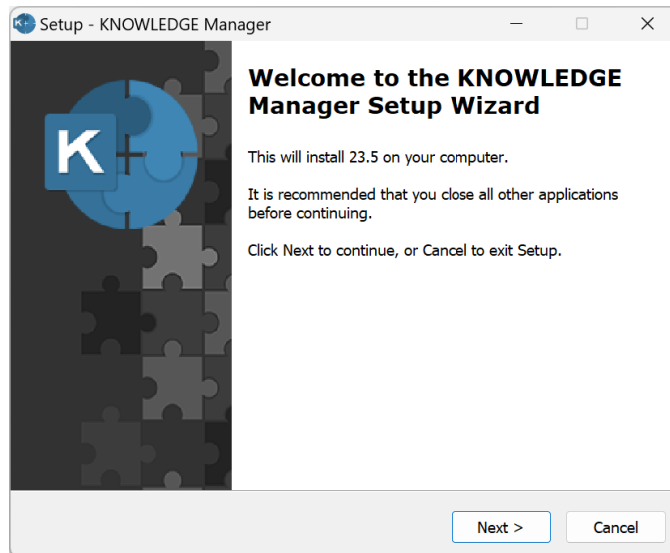 Setup - KNOWLEDGE Manager
K
Welcome to the KNOWLEDGE
Manager Setup Wizard
This will install 23.5 on your computer.
It is recommended that you close all other applications
before continuing.
Click Next to continue, or Cancel to exit Setup.
Next >
Cancel